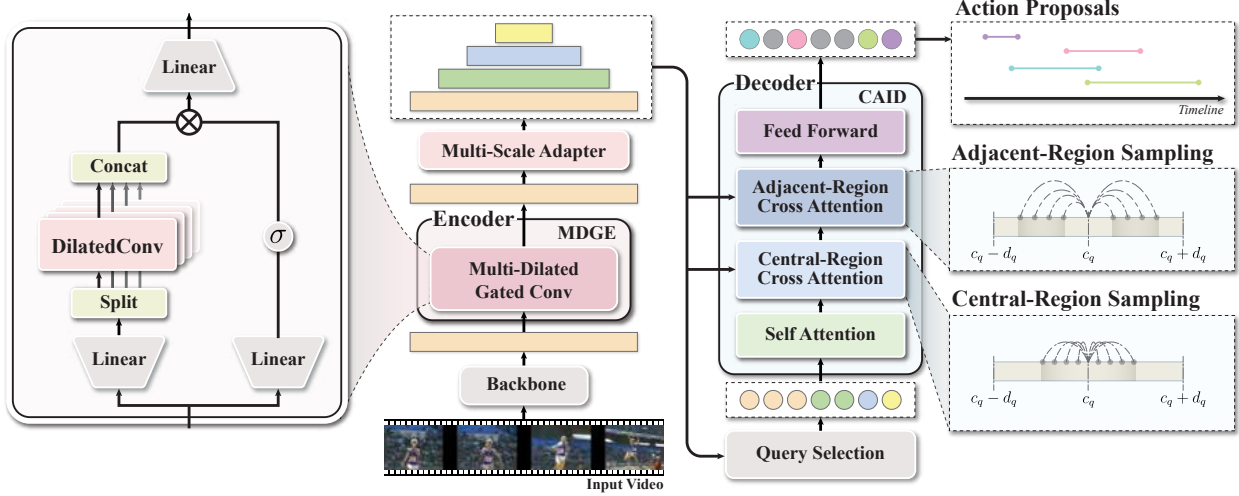 Linear
Concat
DilatedConv
Split
σ
Linear
Linear
Multi-Scale Adapter
Encoder
MDGE
Multi-Dilated
Gated Conv
Backbone
Input Video
Decoder
CAID
Feed Forward
Adjacent-Region
Cross Attention
Central-Region
Cross Attention
Self Attention
Query Selection
Action Proposals
Timeline
Adjacent-Region Sampling
c_q − d_q c_q c_q + d_q
Central-Region Sampling
c_q − d_q c_q c_q + d_q